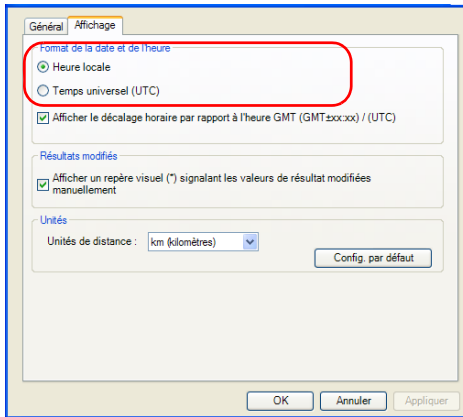 Général Affichage
Format de la date et de l'heure
Heure locale
Temps universel (UTC)
Afficher le décalage horaire par rapport à l'heure GMT (GMT±xx:xx) / (UTC)
Résultats modifiés
Afficher un repère visuel (*) signalant les valeurs de résultat modifiées
manuellement
Unités
Unités de distance : km (kilomètres)
Config. par défaut
OK Annuler Appliquer